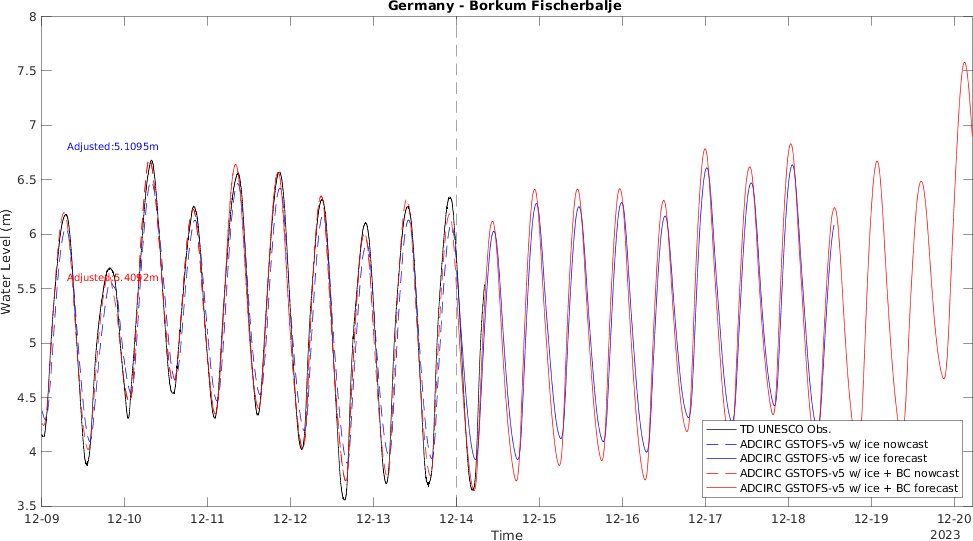 Germany - Borkum Fischerbalje
8
7.5
7
6.5
6
5.5
5
4.5
4
3.5
Water Level (m)
Adjusted:5.1095m
Adjusted:5.4092m
TD UNESCO Obs.
ADCIRC GSTOFS-v5 w/ ice nowcast
ADCIRC GSTOFS-v5 w/ ice forecast
ADCIRC GSTOFS-v5 w/ ice + BC nowcast
ADCIRC GSTOFS-v5 w/ ice + BC forecast
12-09 12-10 12-11 12-12 12-13 12-14 12-15 12-16 12-17 12-18 12-19 12-20
2023
Time